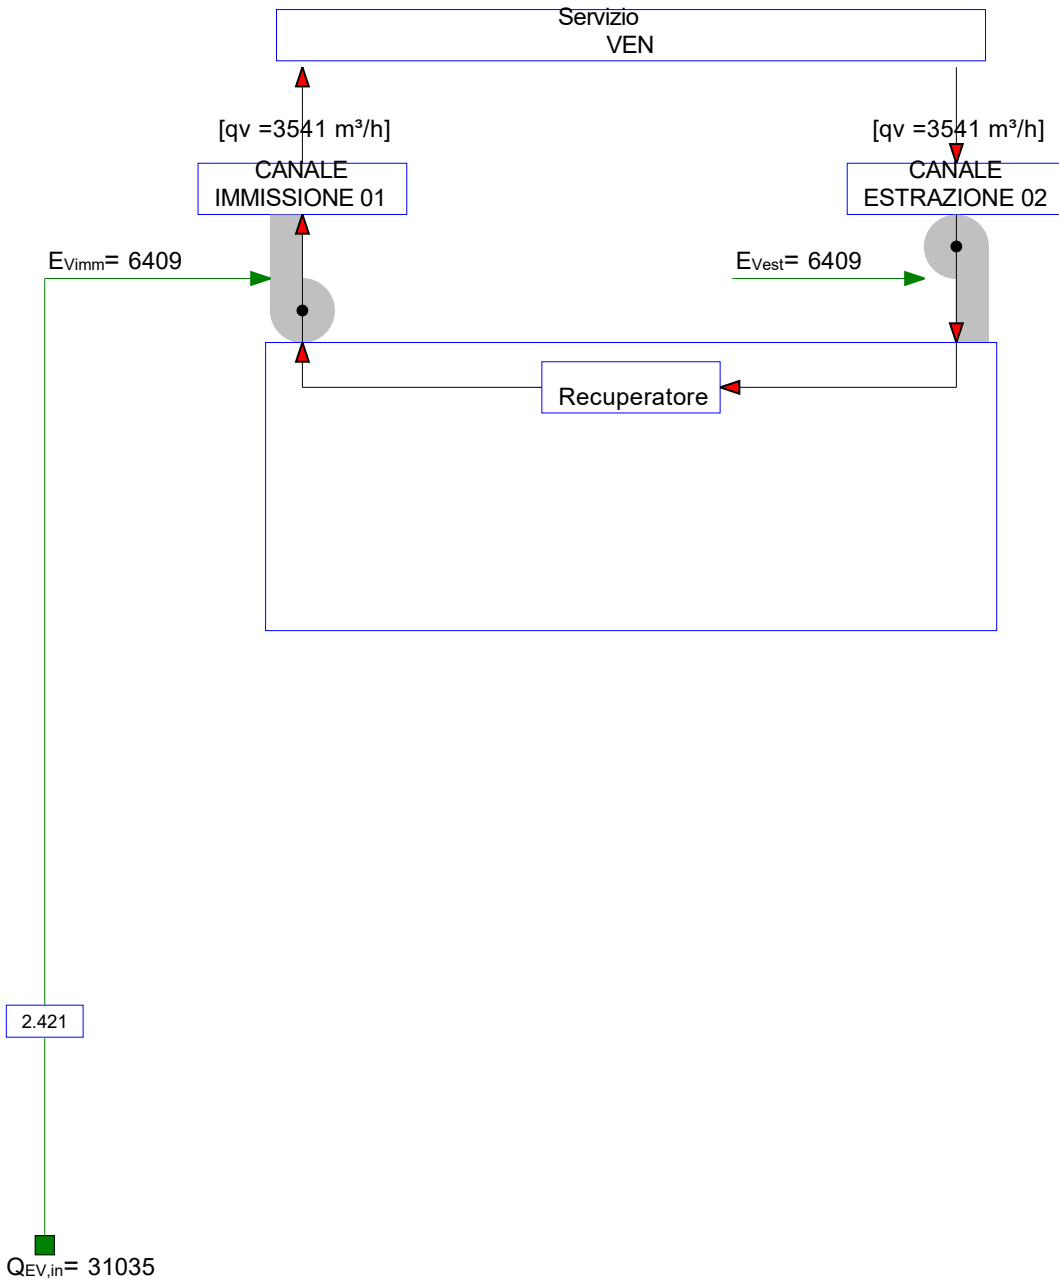 Servizio
VEN
[qv =3541 m³/h]
[qv =3541 m³/h]
CANALE
IMMISSIONE 01
CANALE
ESTRAZIONE 02
EVimm= 6409
EVest= 6409
Recuperatore
2.421
QEV,in= 31035